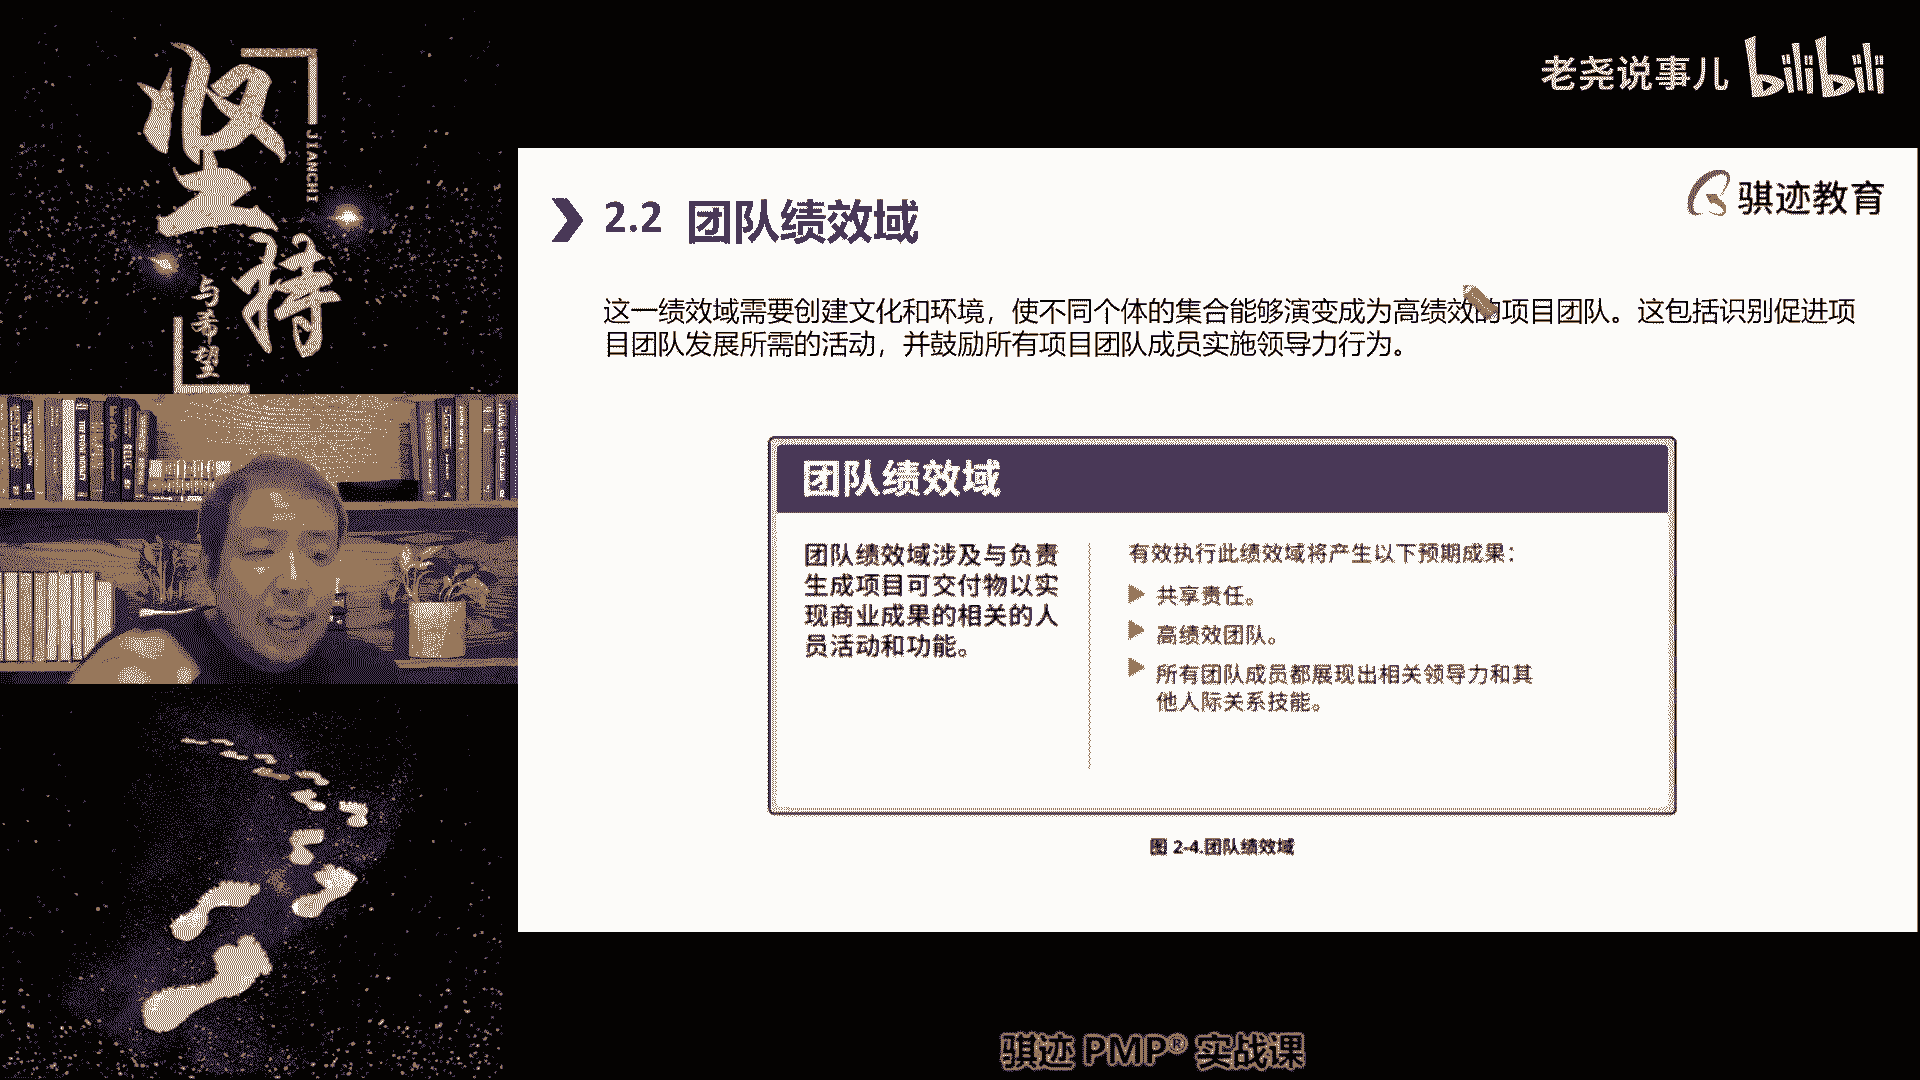 坚持
JIANCHI
与希望
老尧说事儿 bilibili
骐迹教育
2.2 团队绩效域
这一绩效域需要创建文化和环境，使不同个体的集合能够演变成为高绩效的项目团队。这包括识别促进项
目团队发展所需的活动，并鼓励所有项目团队成员实施领导力行为。
团队绩效域
团队绩效域涉及与负责
生成项目可交付物以实
现商业成果的相关的人
员活动和功能。
有效执行此绩效域将产生以下预期成果：
共享责任。
高绩效团队。
所有团队成员都展现出相关领导力和其
他人际关系技能。
图 2-4.团队绩效域
骐迹 PMP® 实战课